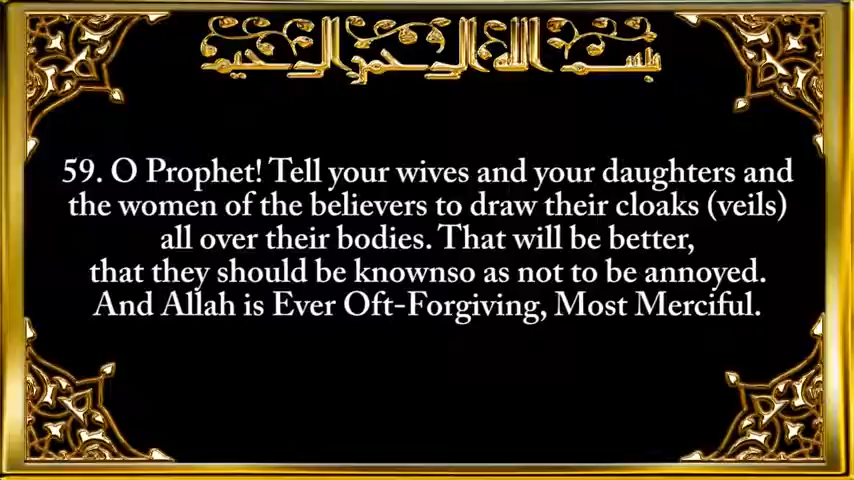 بسم الله الرحمن الرحيم
59. O Prophet! Tell your wives and your daughters and
the women of the believers to draw their cloaks (veils)
all over their bodies. That will be better,
that they should be knownso as not to be annoyed.
And Allah is Ever Oft-Forgiving, Most Merciful.